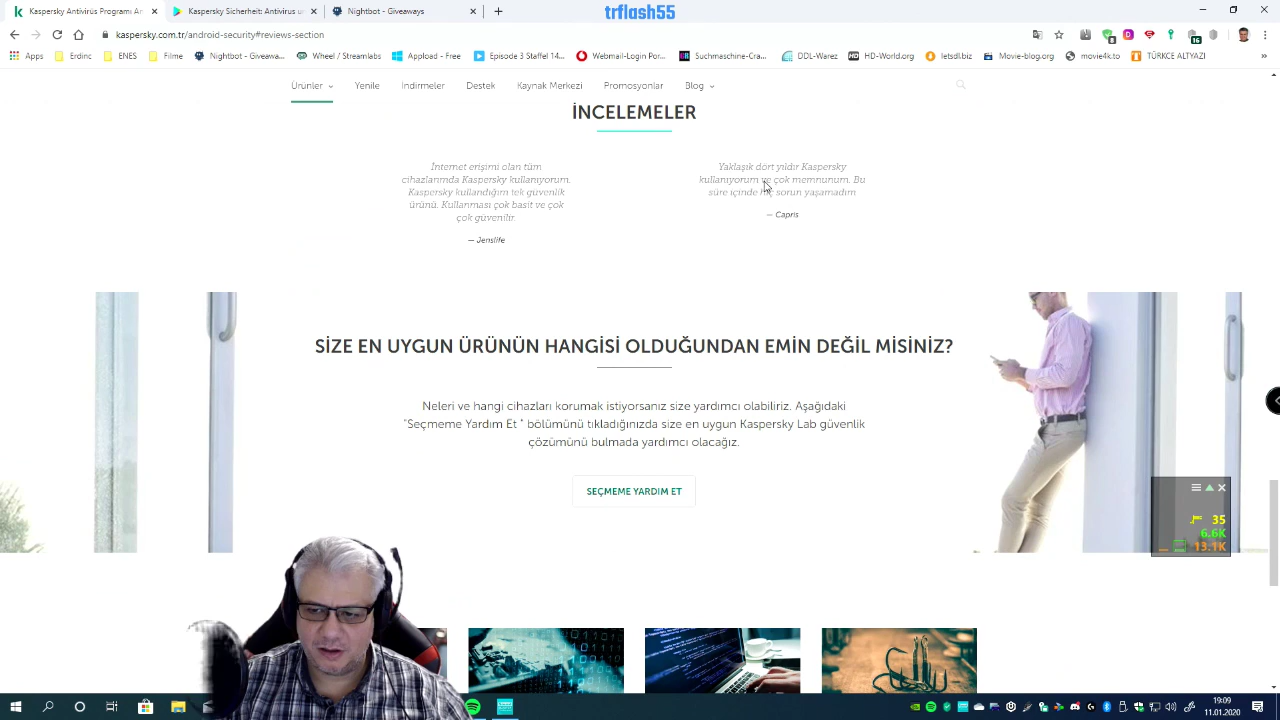 Kaspersky Antivirüs Programı Ar
Kaspersky Security: Antivirus ü
Nitbot - Giveaways
trflash55
kaspersky.com.tr/android-security#reviews-section
Apps
Erdinc
ENES
Filme
Nightbot - Giveawa...
Wheel / Streamlabs
Appload - Free
Episode 3 Staffel 14...
Webmail-Login Por...
Suchmaschine-Cra...
DDL-Warez
HD-World.org
letsdl.biz
Movie-blog.org
movie4k.to
TÜRKCE ALTYAZI
Ürünler
Yenile
İndirmeler
Destek
Kaynak Merkezi
Promosyonlar
Blog
İNCELEMELER
İnternet erişimi olan tüm
cihazlarımda Kaspersky kullanıyorum.
Kaspersky kullandığım tek güvenlik
ürünü. Kullanması çok basit ve çok
çok güvenilir.
— Jenslife
Yaklaşık dört yıldır Kaspersky
kullanıyorum ve çok memnunum. Bu
süre içinde hiç sorun yaşamadım
— Capris
SİZE EN UYGUN ÜRÜNÜN HANGİSİ OLDUĞUNDAN EMİN DEĞİL MİSİNİZ?
Neleri ve hangi cihazları korumak istiyorsanız size yardımcı olabiliriz. Aşağıdaki
"Seçmeme Yardım Et " bölümünü tıkladığınızda size en uygun Kaspersky Lab güvenlik
çözümünü bulmada yardımcı olacağız.
SEÇMEME YARDIM ET
35
6.6K
13.1K
19:09
11.01.2020